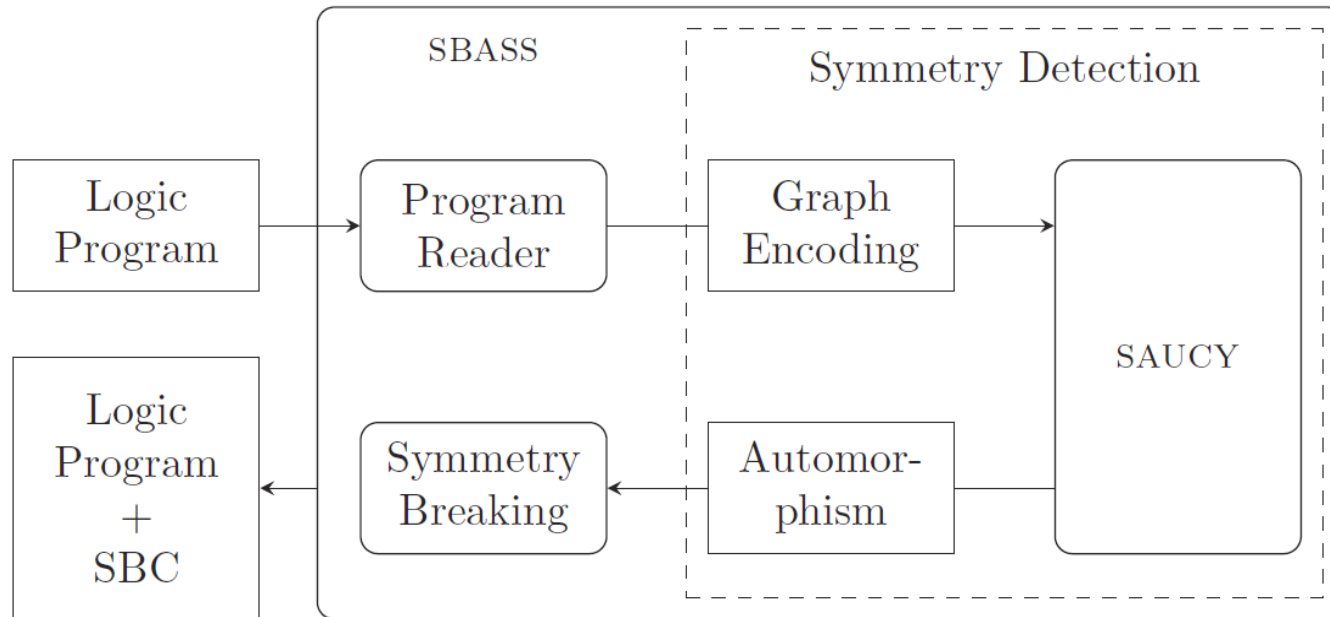 SBASS
Symmetry Detection
Logic
Program
Program
Reader
Graph
Encoding
SAUCY
Logic
Program
+
SBC
Symmetry
Breaking
Automor-
phism